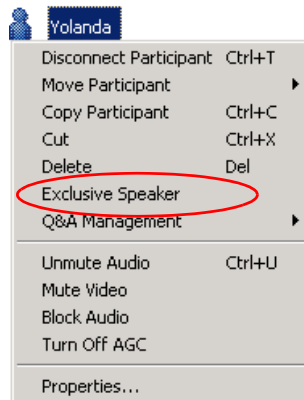 Yolanda
Disconnect Participant Ctrl+T
Move Participant
Copy Participant Ctrl+C
Cut Ctrl+X
Delete Del
Exclusive Speaker
Q&A Management
Unmute Audio Ctrl+U
Mute Video
Block Audio
Turn Off AGC
Properties...